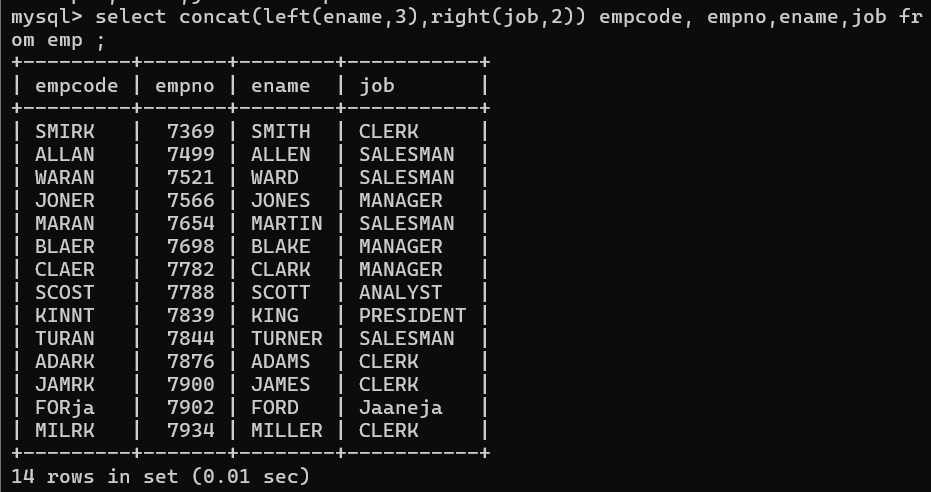 mysql> select concat(left(ename,3),right(job,2)) empcode, empno,ename,job fr
om emp ;
+---------+-------+--------+-----------+
| empcode | empno | ename  | job       |
+---------+-------+--------+-----------+
| SMIRK   |  7369 | SMITH  | CLERK     |
| ALLAN   |  7499 | ALLEN  | SALESMAN  |
| WARAN   |  7521 | WARD   | SALESMAN  |
| JONER   |  7566 | JONES  | MANAGER   |
| MARAN   |  7654 | MARTIN | SALESMAN  |
| BLAER   |  7698 | BLAKE  | MANAGER   |
| CLAER   |  7782 | CLARK  | MANAGER   |
| SCOST   |  7788 | SCOTT  | ANALYST   |
| KINNT   |  7839 | KING   | PRESIDENT |
| TURAN   |  7844 | TURNER | SALESMAN  |
| ADARK   |  7876 | ADAMS  | CLERK     |
| JAMRK   |  7900 | JAMES  | CLERK     |
| FORja   |  7902 | FORD   | Jaaneja   |
| MILRK   |  7934 | MILLER | CLERK     |
+---------+-------+--------+-----------+
14 rows in set (0.01 sec)